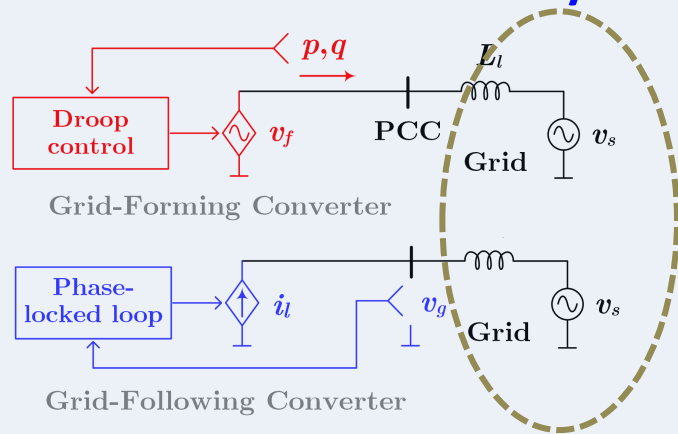 p,q
L_l
Droop
control
v_f
PCC
v_s
Grid
Grid-Forming Converter
Phase-
locked loop
i_l
v_g
v_s
Grid
Grid-Following Converter